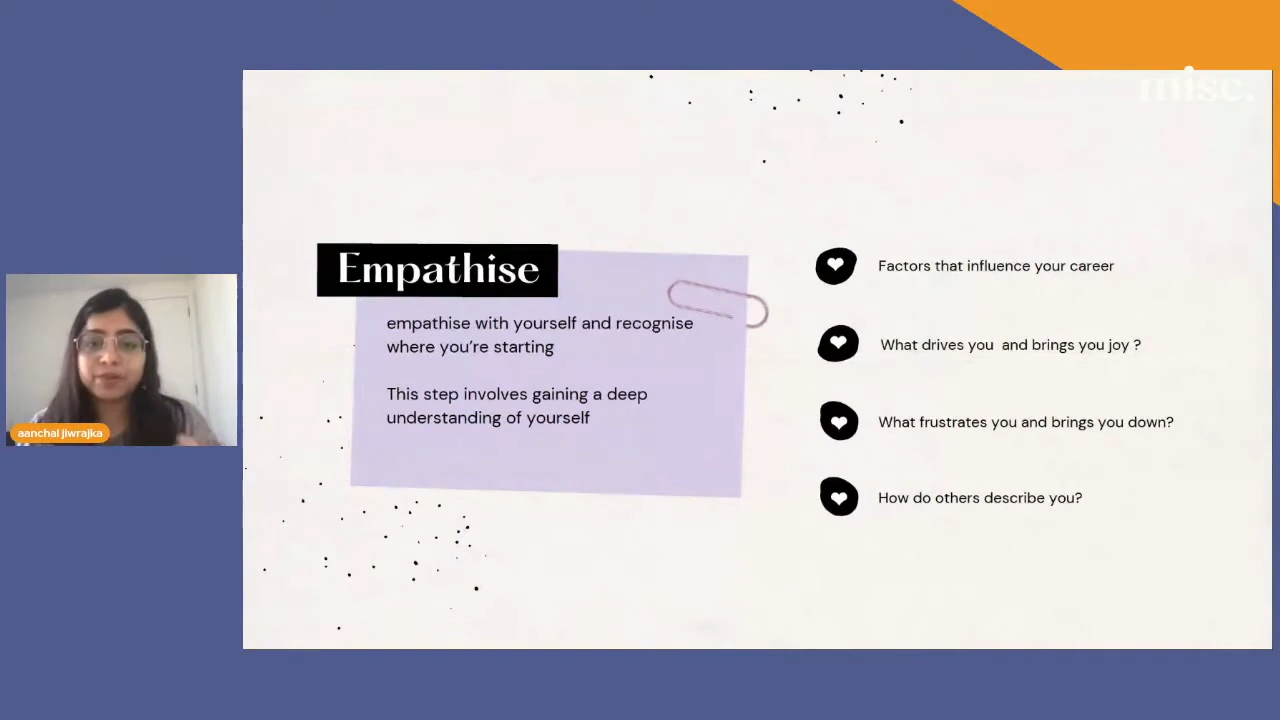 misc.
Empathise
empathise with yourself and recognise
where you’re starting
This step involves gaining a deep
understanding of yourself
Factors that influence your career
What drives you  and brings you joy ?
What frustrates you and brings you down?
How do others describe you?
aanchal jiwrajka